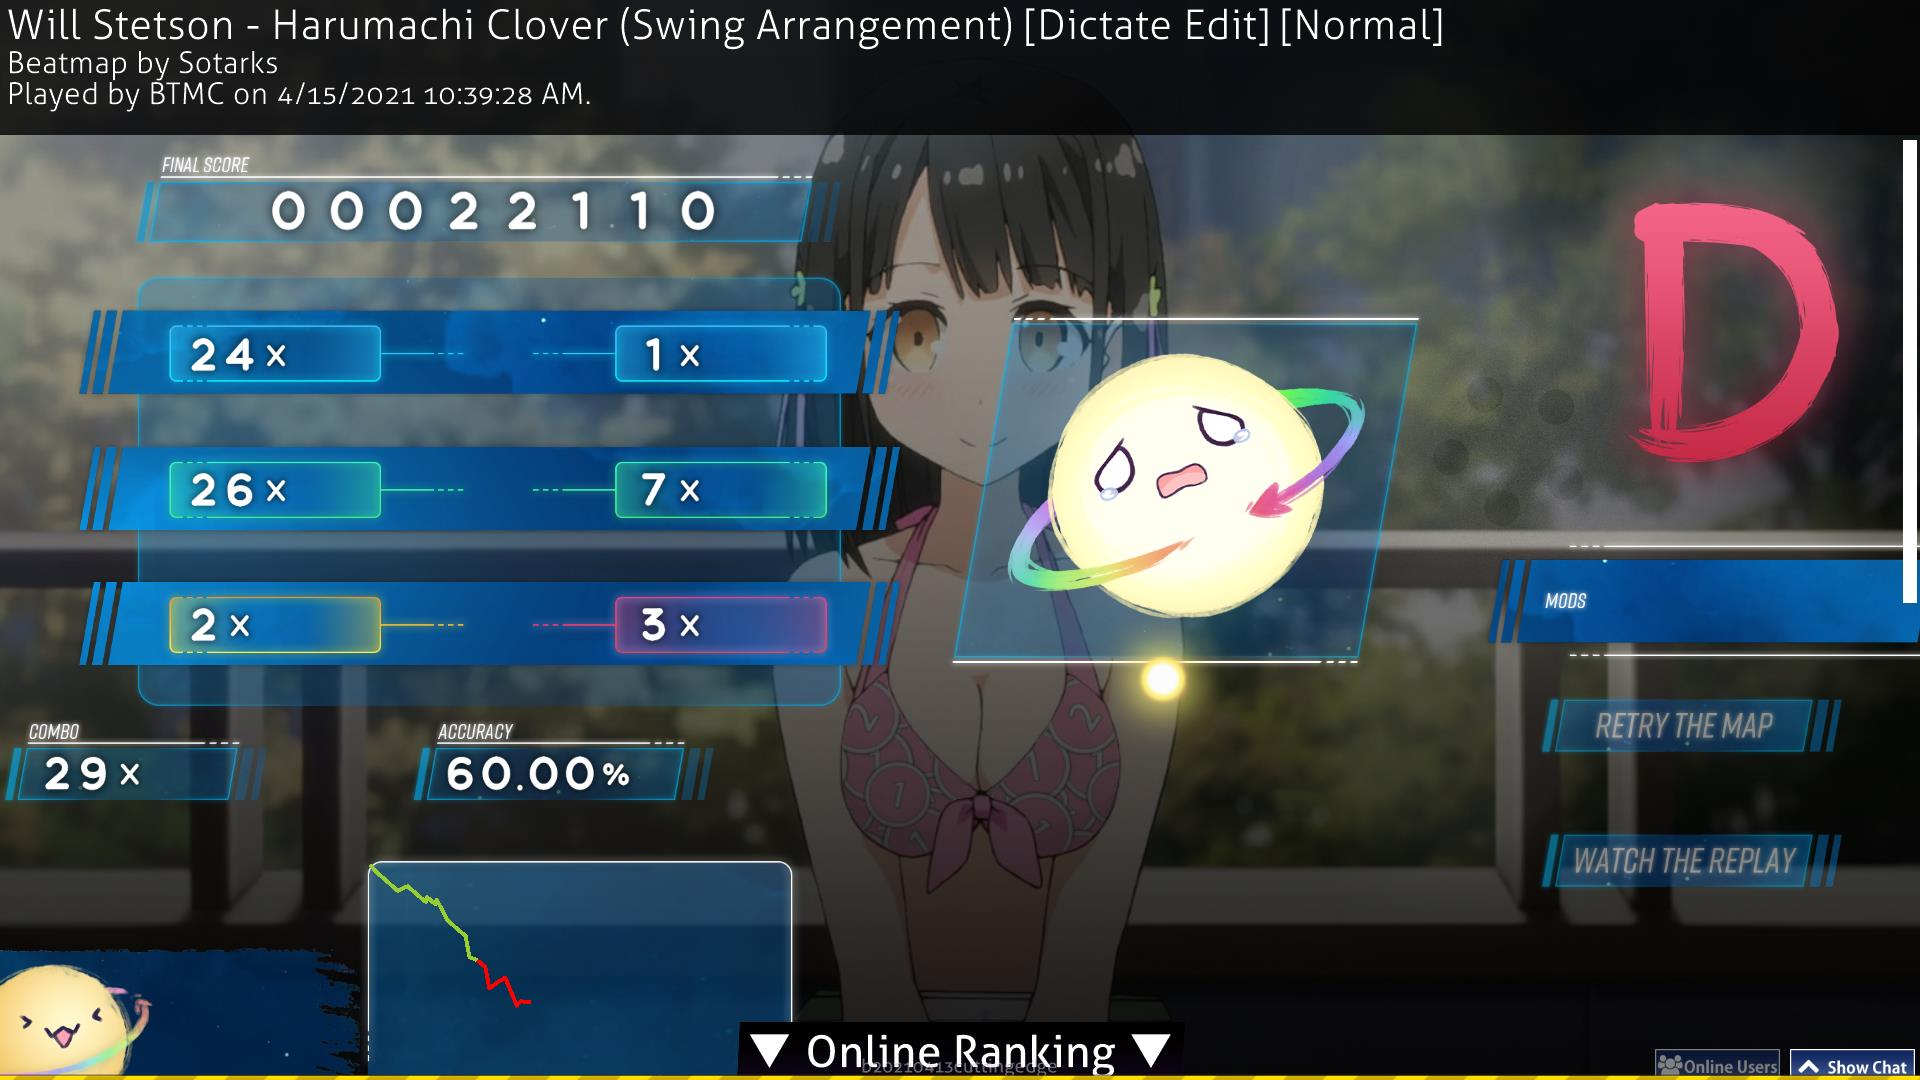 Will Stetson - Harumachi Clover (Swing Arrangement) [Dictate Edit] [Normal]
Beatmap by Sotarks
Played by BTMC on 4/15/2021 10:39:28 AM.
FINAL SCORE
00022110
24x 1x
26x 7x
2x 3x
COMBO
29x
ACCURACY
60.00%
D
MODS
RETRY THE MAP
WATCH THE REPLAY
▼ Online Ranking ▼
b20210413cuttingedge
Online Users
Show Chat